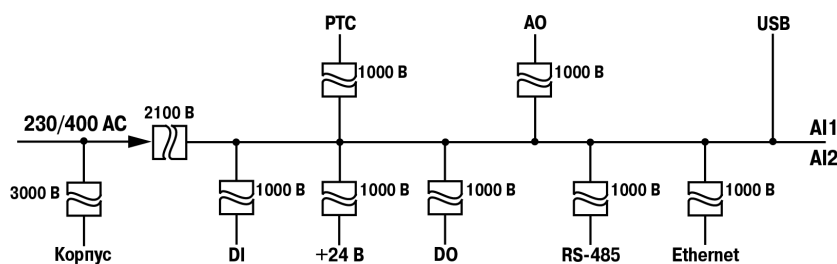 PTC
AO
USB
1000 В
1000 В
2100 В
230/400 AC
AI1
AI2
3000 В
1000 В
1000 В
1000 В
1000 В
1000 В
Корпус
DI
+24 В
DO
RS-485
Ethernet